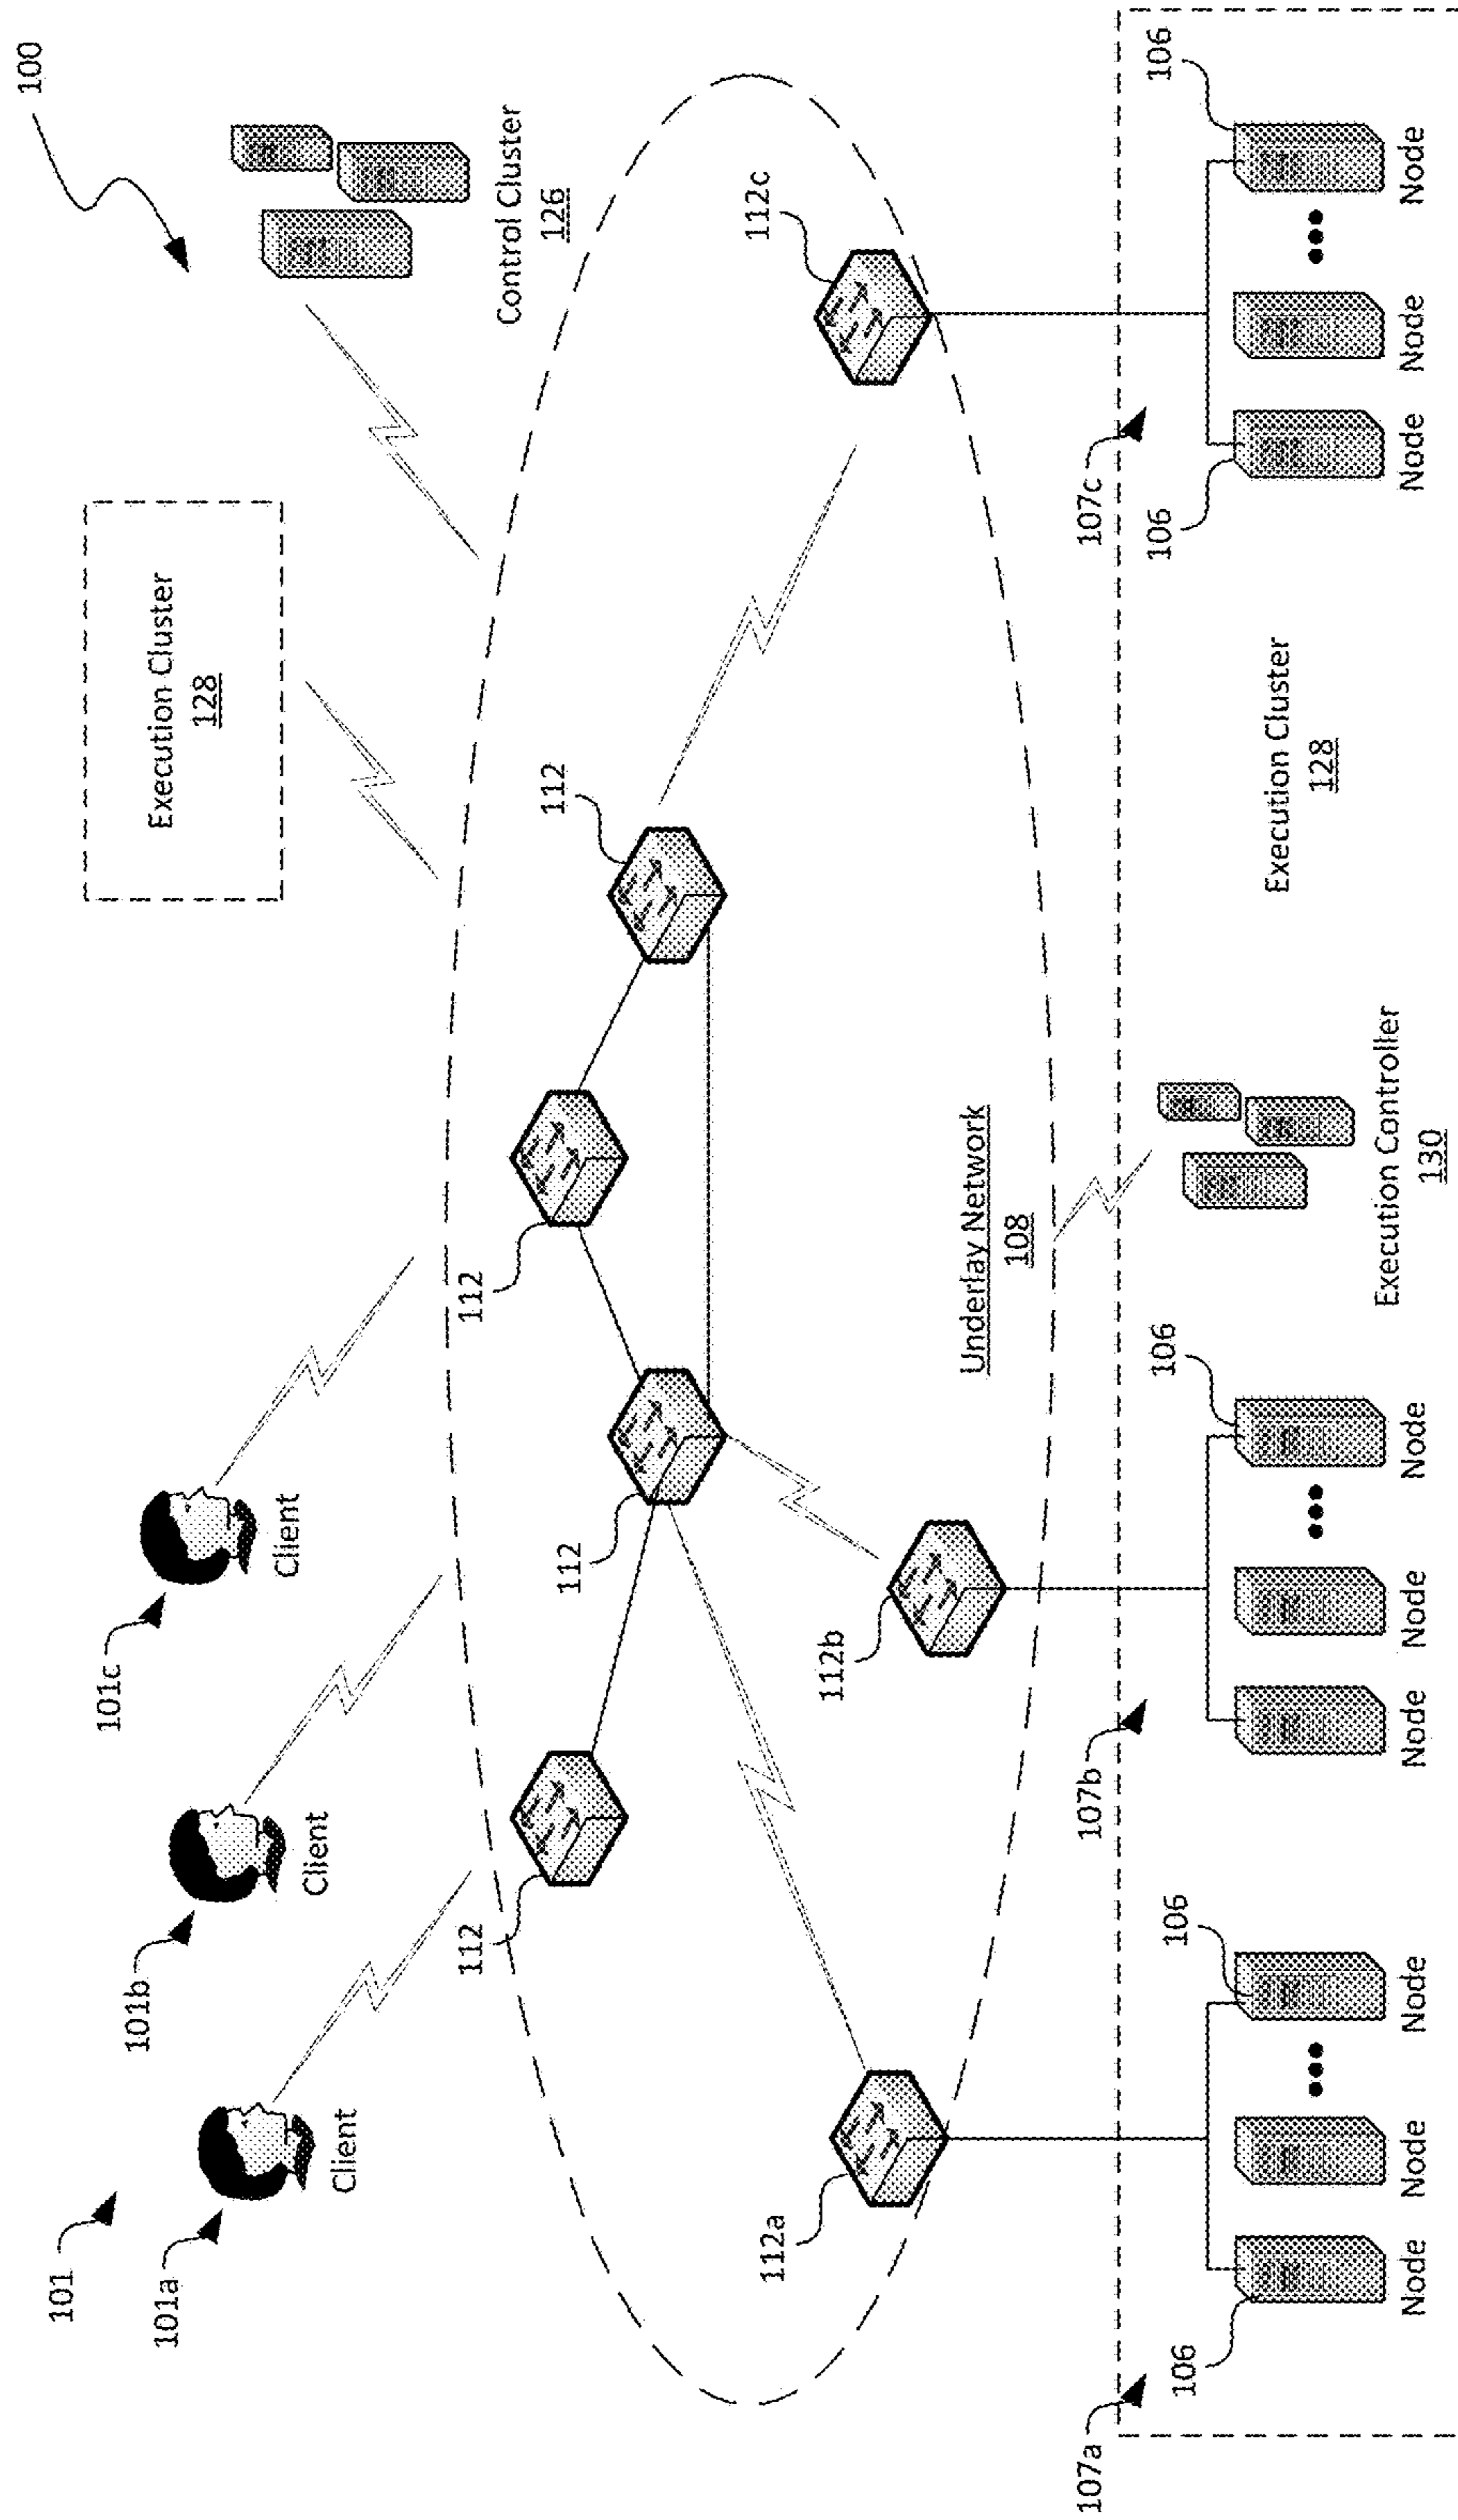 100
101
101c
101b
101a
Execution Cluster
128
Client
Client
Client
Control Cluster
126
112
112
112
112
112c
112a
112b
Underlay Network
108
107a
107b
107c
106
106
106
106
106
Execution Cluster
128
Execution Controller
130
Node
Node
Node
Node
Node
Node
Node
Node
Node